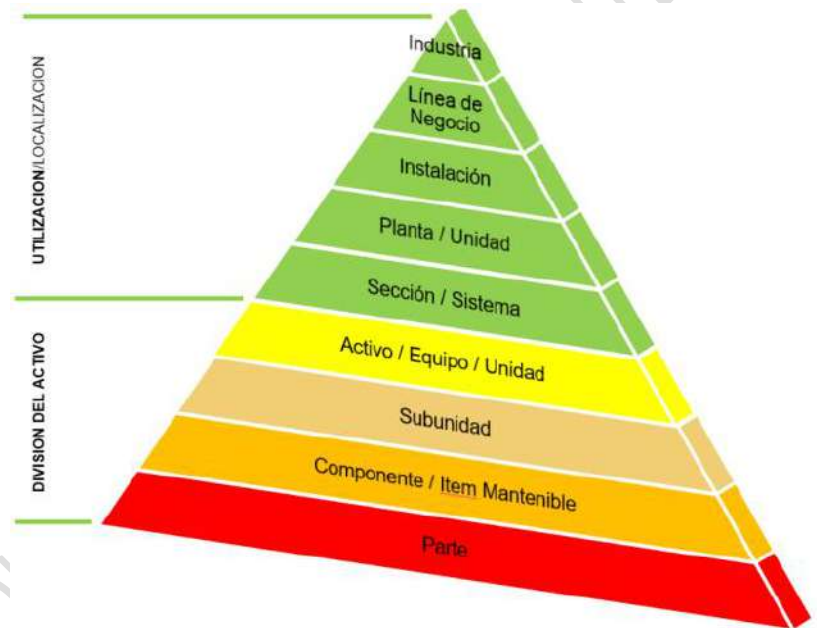 Industria
Línea de
Negocio
Instalación
Planta / Unidad
Sección / Sistema
Activo / Equipo / Unidad
Subunidad
Componente / Item Mantenible
Parte
UTILIZACION/LOCALIZACION
DIVISION DEL ACTIVO